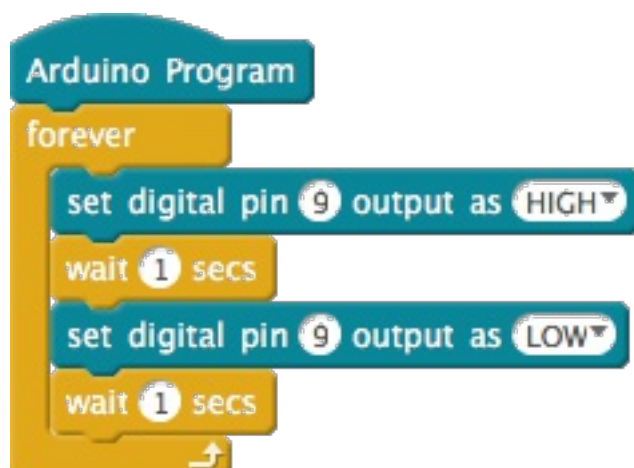 Arduino Program
forever
set digital pin 9 output as HIGH
wait 1 secs
set digital pin 9 output as LOW
wait 1 secs